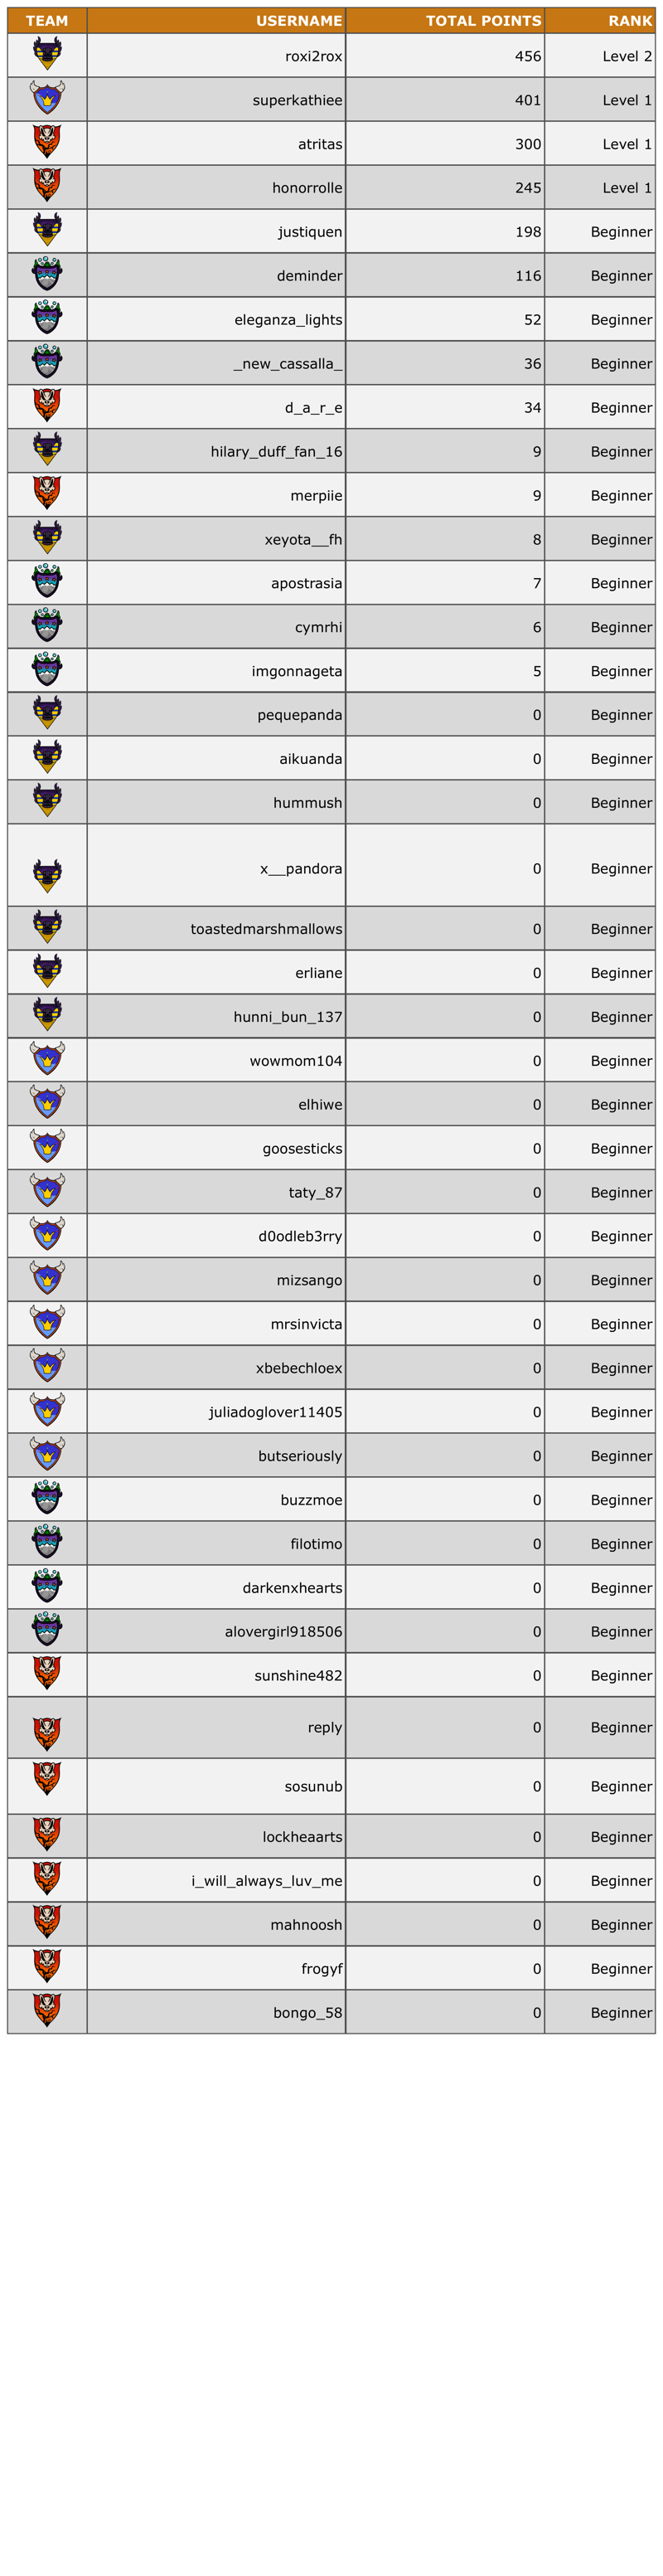 TEAM USERNAME TOTAL POINTS RANK
roxi2rox 456 Level 2
superkathiee 401 Level 1
atritas 300 Level 1
honorrolle 245 Level 1
justiquen 198 Beginner
deminder 116 Beginner
eleganza_lights 52 Beginner
_new_cassalla_ 36 Beginner
d_a_r_e 34 Beginner
hilary_duff_fan_16 9 Beginner
merpiie 9 Beginner
xeyota__fh 8 Beginner
apostrasia 7 Beginner
cymrhi 6 Beginner
imgonnageta 5 Beginner
pequepanda 0 Beginner
aikuanda 0 Beginner
hummush 0 Beginner
x__pandora 0 Beginner
toastedmarshmallows 0 Beginner
erliane 0 Beginner
hunni_bun_137 0 Beginner
wowmom104 0 Beginner
elhiwe 0 Beginner
goosesticks 0 Beginner
taty_87 0 Beginner
d0odleb3rry 0 Beginner
mizsango 0 Beginner
mrsinvicta 0 Beginner
xbebechloex 0 Beginner
juliadoglover11405 0 Beginner
butseriously 0 Beginner
buzzmoe 0 Beginner
filotimo 0 Beginner
darkenxhearts 0 Beginner
alovergirl918506 0 Beginner
sunshine482 0 Beginner
reply 0 Beginner
sosunub 0 Beginner
lockheaarts 0 Beginner
i_will_always_luv_me 0 Beginner
mahnoosh 0 Beginner
frogyf 0 Beginner
bongo_58 0 Beginner